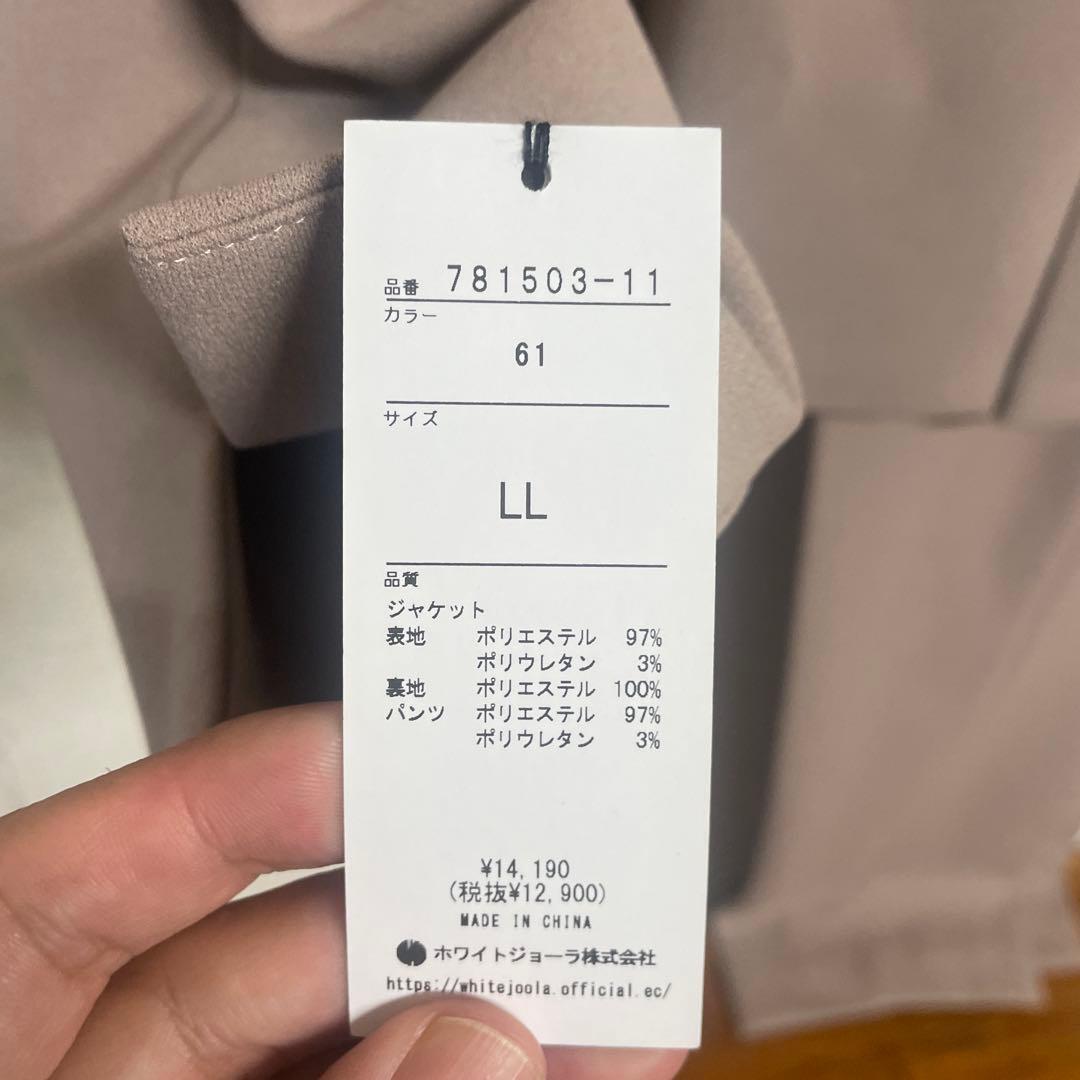 品番 781503-11
カラー
61
サイズ
LL
品質
ジャケット
表地 ポリエステル 97%
ポリウレタン 3%
裏地 ポリエステル 100%
パンツ ポリエステル 97%
ポリウレタン 3%
¥14,190
(税抜¥12,900)
MADE IN CHINA
ホワイトジョーラ株式会社
https://whitejoola.official.ec/